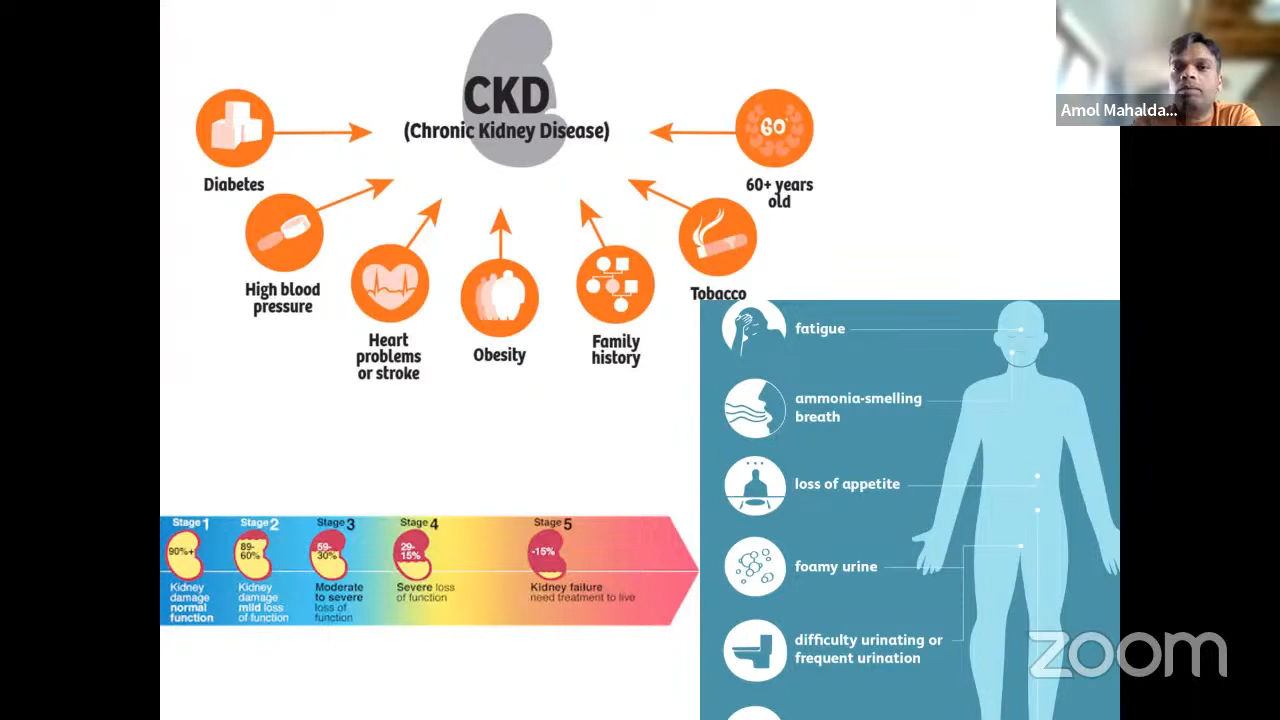 CKD
(Chronic Kidney Disease)
Amol Mahalda...
Diabetes
60
60+ years
old
High blood
pressure
Tobacco
Heart
problems
or stroke
Obesity
Family
history
fatigue
ammonia-smelling
breath
loss of appetite
foamy urine
difficulty urinating or
frequent urination
Stage 1
90%+
Kidney
damage
normal
function
Stage 2
89-
60%
Kidney
damage
mild loss
of function
Stage 3
59-
30%
Moderate
to severe
loss of
function
Stage 4
29-
15%
Severe loss
of function
Stage 5
-15%
Kidney failure
need treatment to live
zoom